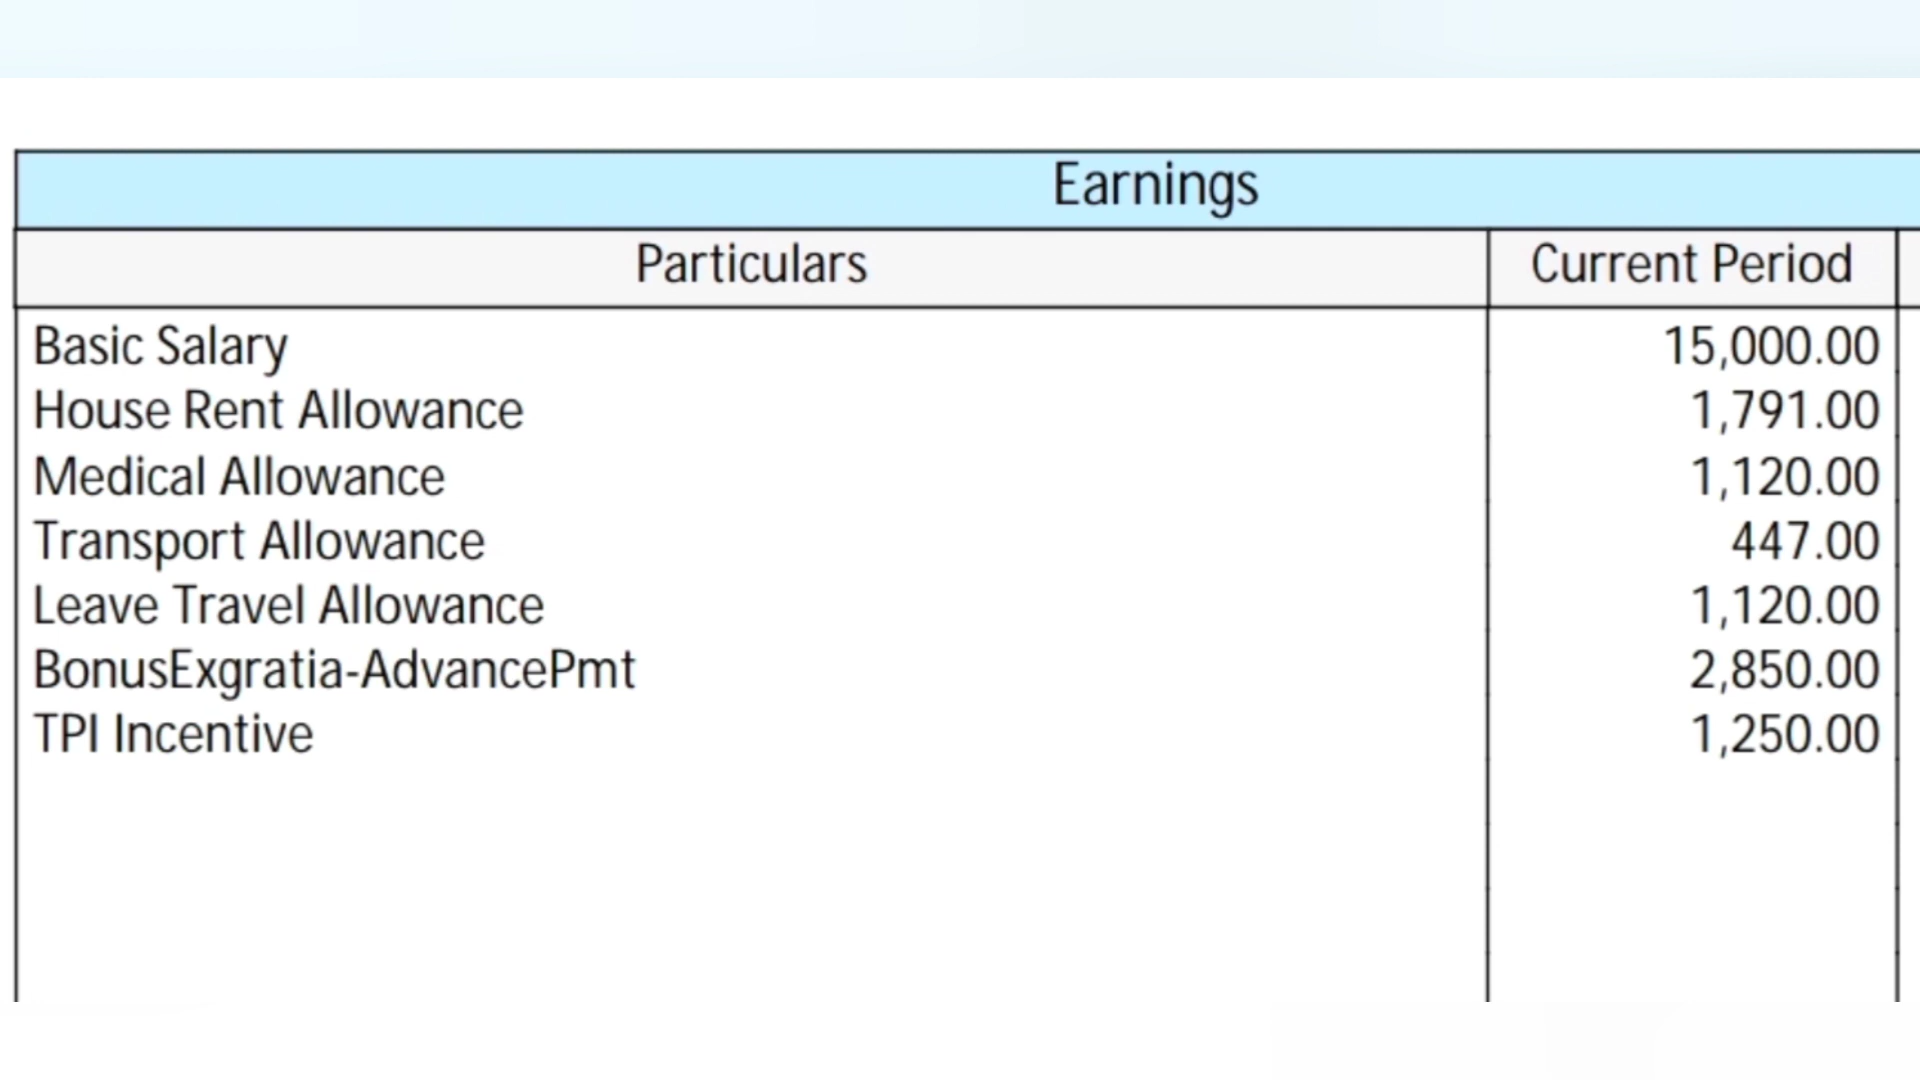 Earnings
Particulars Current Period
Basic Salary 15,000.00
House Rent Allowance 1,791.00
Medical Allowance 1,120.00
Transport Allowance 447.00
Leave Travel Allowance 1,120.00
BonusExgratia-AdvancePmt 2,850.00
TPI Incentive 1,250.00